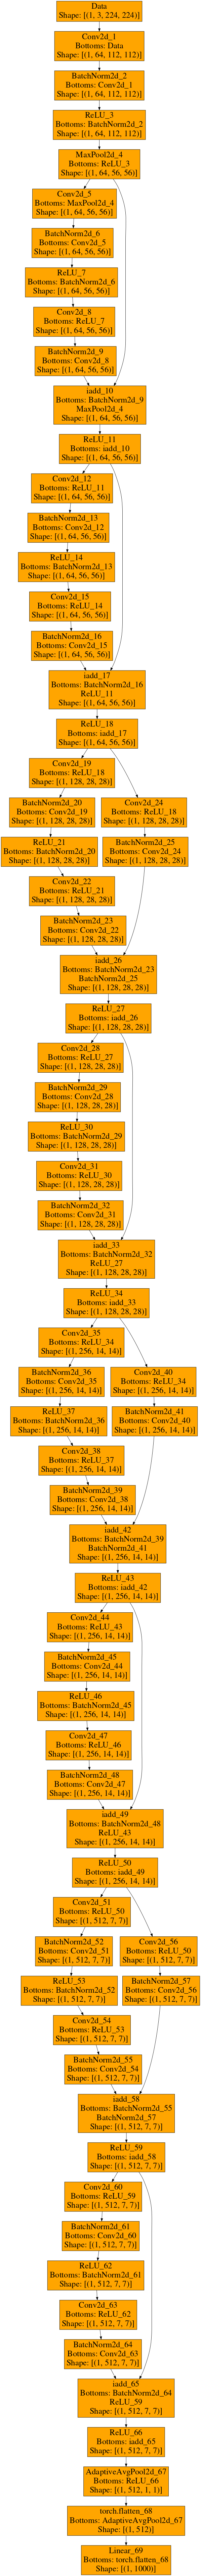 Data
Shape: [(1, 3, 224, 224)]
Conv2d_1
Bottoms: Data
Shape: [(1, 64, 112, 112)]
BatchNorm2d_2
Bottoms: Conv2d_1
Shape: [(1, 64, 112, 112)]
ReLU_3
Bottoms: BatchNorm2d_2
Shape: [(1, 64, 112, 112)]
MaxPool2d_4
Bottoms: ReLU_3
Shape: [(1, 64, 56, 56)]
Conv2d_5
Bottoms: MaxPool2d_4
Shape: [(1, 64, 56, 56)]
BatchNorm2d_6
Bottoms: Conv2d_5
Shape: [(1, 64, 56, 56)]
ReLU_7
Bottoms: BatchNorm2d_6
Shape: [(1, 64, 56, 56)]
Conv2d_8
Bottoms: ReLU_7
Shape: [(1, 64, 56, 56)]
BatchNorm2d_9
Bottoms: Conv2d_8
Shape: [(1, 64, 56, 56)]
iadd_10
Bottoms: BatchNorm2d_9
MaxPool2d_4
Shape: [(1, 64, 56, 56)]
ReLU_11
Bottoms: iadd_10
Shape: [(1, 64, 56, 56)]
Conv2d_12
Bottoms: ReLU_11
Shape: [(1, 64, 56, 56)]
BatchNorm2d_13
Bottoms: Conv2d_12
Shape: [(1, 64, 56, 56)]
ReLU_14
Bottoms: BatchNorm2d_13
Shape: [(1, 64, 56, 56)]
Conv2d_15
Bottoms: ReLU_14
Shape: [(1, 64, 56, 56)]
BatchNorm2d_16
Bottoms: Conv2d_15
Shape: [(1, 64, 56, 56)]
iadd_17
Bottoms: BatchNorm2d_16
ReLU_11
Shape: [(1, 64, 56, 56)]
ReLU_18
Bottoms: iadd_17
Shape: [(1, 64, 56, 56)]
Conv2d_19
Bottoms: ReLU_18
Shape: [(1, 128, 28, 28)]
BatchNorm2d_20
Bottoms: Conv2d_19
Shape: [(1, 128, 28, 28)]
Conv2d_24
Bottoms: ReLU_18
Shape: [(1, 128, 28, 28)]
ReLU_21
Bottoms: BatchNorm2d_20
Shape: [(1, 128, 28, 28)]
BatchNorm2d_25
Bottoms: Conv2d_24
Shape: [(1, 128, 28, 28)]
Conv2d_22
Bottoms: ReLU_21
Shape: [(1, 128, 28, 28)]
BatchNorm2d_23
Bottoms: Conv2d_22
Shape: [(1, 128, 28, 28)]
iadd_26
Bottoms: BatchNorm2d_23
BatchNorm2d_25
Shape: [(1, 128, 28, 28)]
ReLU_27
Bottoms: iadd_26
Shape: [(1, 128, 28, 28)]
Conv2d_28
Bottoms: ReLU_27
Shape: [(1, 128, 28, 28)]
BatchNorm2d_29
Bottoms: Conv2d_28
Shape: [(1, 128, 28, 28)]
ReLU_30
Bottoms: BatchNorm2d_29
Shape: [(1, 128, 28, 28)]
Conv2d_31
Bottoms: ReLU_30
Shape: [(1, 128, 28, 28)]
BatchNorm2d_32
Bottoms: Conv2d_31
Shape: [(1, 128, 28, 28)]
iadd_33
Bottoms: BatchNorm2d_32
ReLU_27
Shape: [(1, 128, 28, 28)]
ReLU_34
Bottoms: iadd_33
Shape: [(1, 128, 28, 28)]
Conv2d_35
Bottoms: ReLU_34
Shape: [(1, 256, 14, 14)]
BatchNorm2d_36
Bottoms: Conv2d_35
Shape: [(1, 256, 14, 14)]
Conv2d_40
Bottoms: ReLU_34
Shape: [(1, 256, 14, 14)]
ReLU_37
Bottoms: BatchNorm2d_36
Shape: [(1, 256, 14, 14)]
BatchNorm2d_41
Bottoms: Conv2d_40
Shape: [(1, 256, 14, 14)]
Conv2d_38
Bottoms: ReLU_37
Shape: [(1, 256, 14, 14)]
BatchNorm2d_39
Bottoms: Conv2d_38
Shape: [(1, 256, 14, 14)]
iadd_42
Bottoms: BatchNorm2d_39
BatchNorm2d_41
Shape: [(1, 256, 14, 14)]
ReLU_43
Bottoms: iadd_42
Shape: [(1, 256, 14, 14)]
Conv2d_44
Bottoms: ReLU_43
Shape: [(1, 256, 14, 14)]
BatchNorm2d_45
Bottoms: Conv2d_44
Shape: [(1, 256, 14, 14)]
ReLU_46
Bottoms: BatchNorm2d_45
Shape: [(1, 256, 14, 14)]
Conv2d_47
Bottoms: ReLU_46
Shape: [(1, 256, 14, 14)]
BatchNorm2d_48
Bottoms: Conv2d_47
Shape: [(1, 256, 14, 14)]
iadd_49
Bottoms: BatchNorm2d_48
ReLU_43
Shape: [(1, 256, 14, 14)]
ReLU_50
Bottoms: iadd_49
Shape: [(1, 256, 14, 14)]
Conv2d_51
Bottoms: ReLU_50
Shape: [(1, 512, 7, 7)]
BatchNorm2d_52
Bottoms: Conv2d_51
Shape: [(1, 512, 7, 7)]
Conv2d_56
Bottoms: ReLU_50
Shape: [(1, 512, 7, 7)]
ReLU_53
Bottoms: BatchNorm2d_52
Shape: [(1, 512, 7, 7)]
BatchNorm2d_57
Bottoms: Conv2d_56
Shape: [(1, 512, 7, 7)]
Conv2d_54
Bottoms: ReLU_53
Shape: [(1, 512, 7, 7)]
BatchNorm2d_55
Bottoms: Conv2d_54
Shape: [(1, 512, 7, 7)]
iadd_58
Bottoms: BatchNorm2d_55
BatchNorm2d_57
Shape: [(1, 512, 7, 7)]
ReLU_59
Bottoms: iadd_58
Shape: [(1, 512, 7, 7)]
Conv2d_60
Bottoms: ReLU_59
Shape: [(1, 512, 7, 7)]
BatchNorm2d_61
Bottoms: Conv2d_60
Shape: [(1, 512, 7, 7)]
ReLU_62
Bottoms: BatchNorm2d_61
Shape: [(1, 512, 7, 7)]
Conv2d_63
Bottoms: ReLU_62
Shape: [(1, 512, 7, 7)]
BatchNorm2d_64
Bottoms: Conv2d_63
Shape: [(1, 512, 7, 7)]
iadd_65
Bottoms: BatchNorm2d_64
ReLU_59
Shape: [(1, 512, 7, 7)]
ReLU_66
Bottoms: iadd_65
Shape: [(1, 512, 7, 7)]
AdaptiveAvgPool2d_67
Bottoms: ReLU_66
Shape: [(1, 512, 1, 1)]
torch.flatten_68
Bottoms: AdaptiveAvgPool2d_67
Shape: [(1, 512)]
Linear_69
Bottoms: torch.flatten_68
Shape: [(1, 1000)]